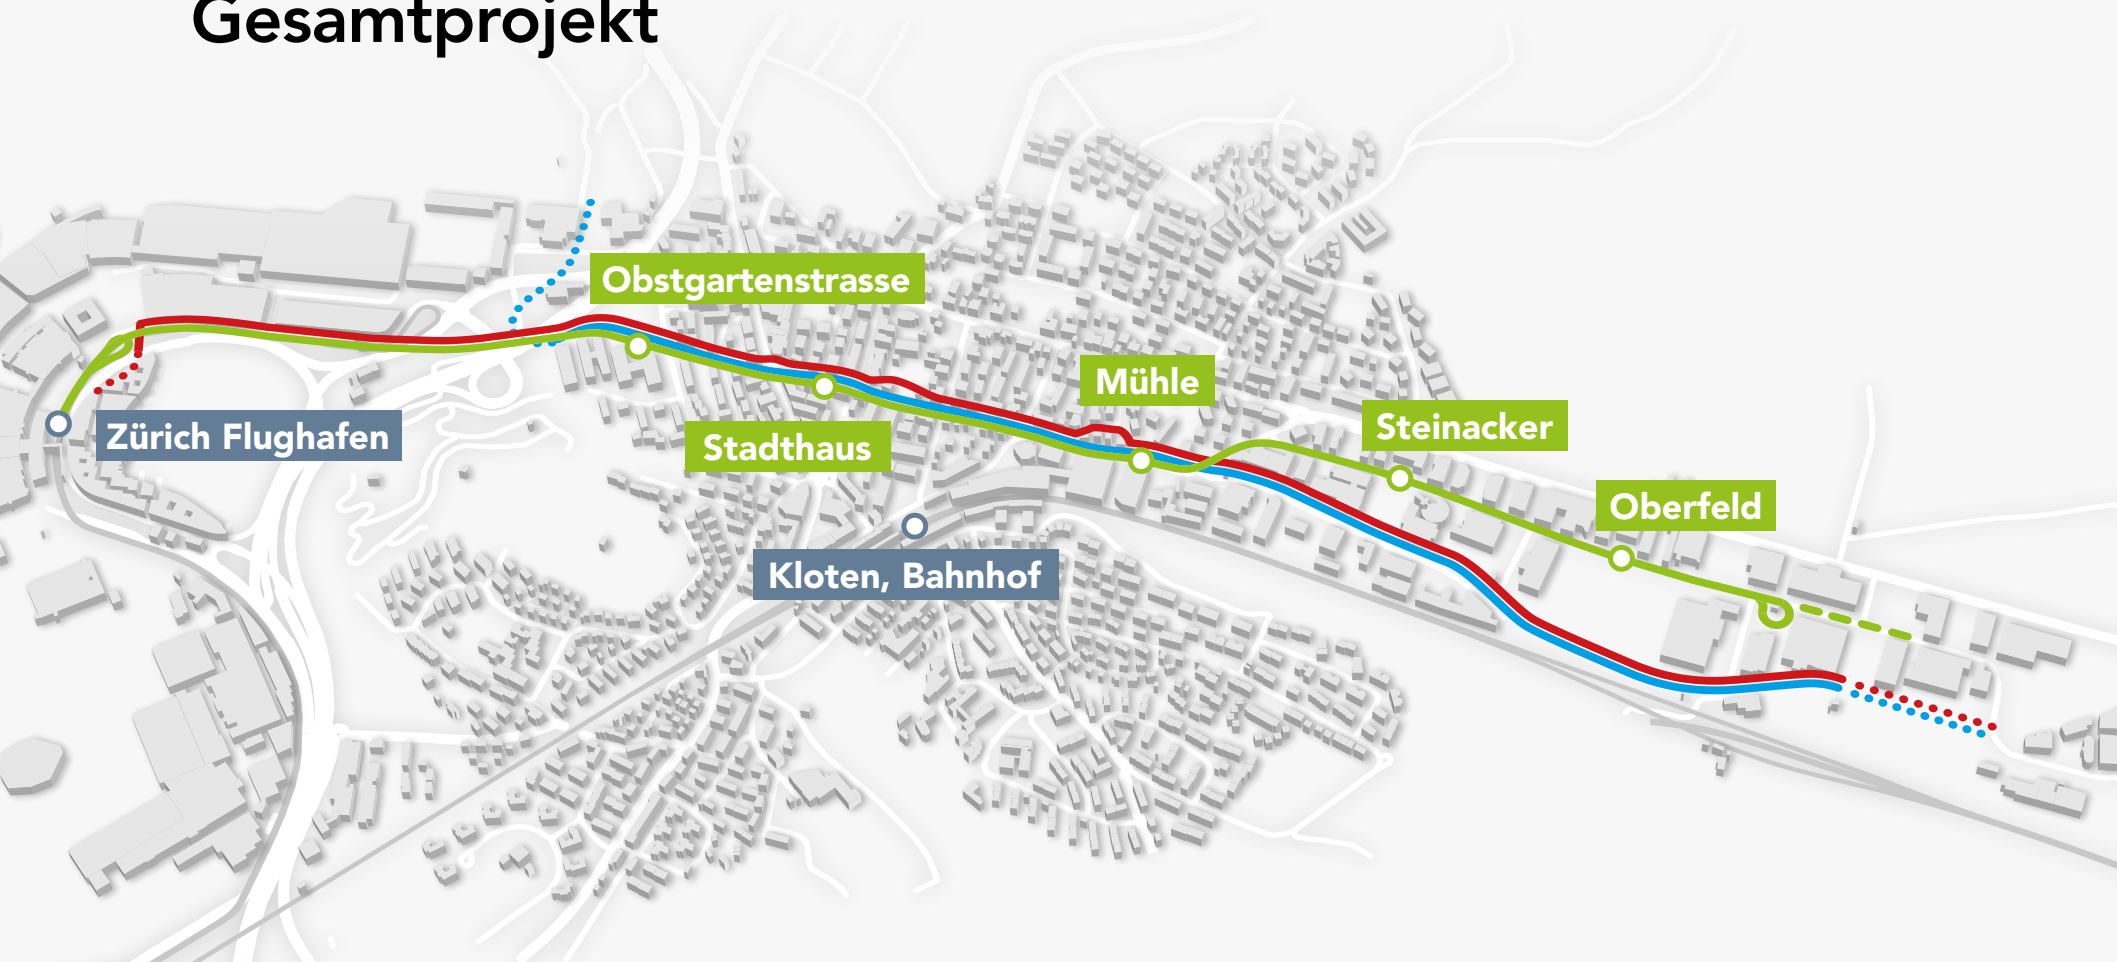 Gesamtprojekt
Obstgartenstrasse
Mühle
Steinacker
Zürich Flughafen
Stadthaus
Oberfeld
Kloten, Bahnhof